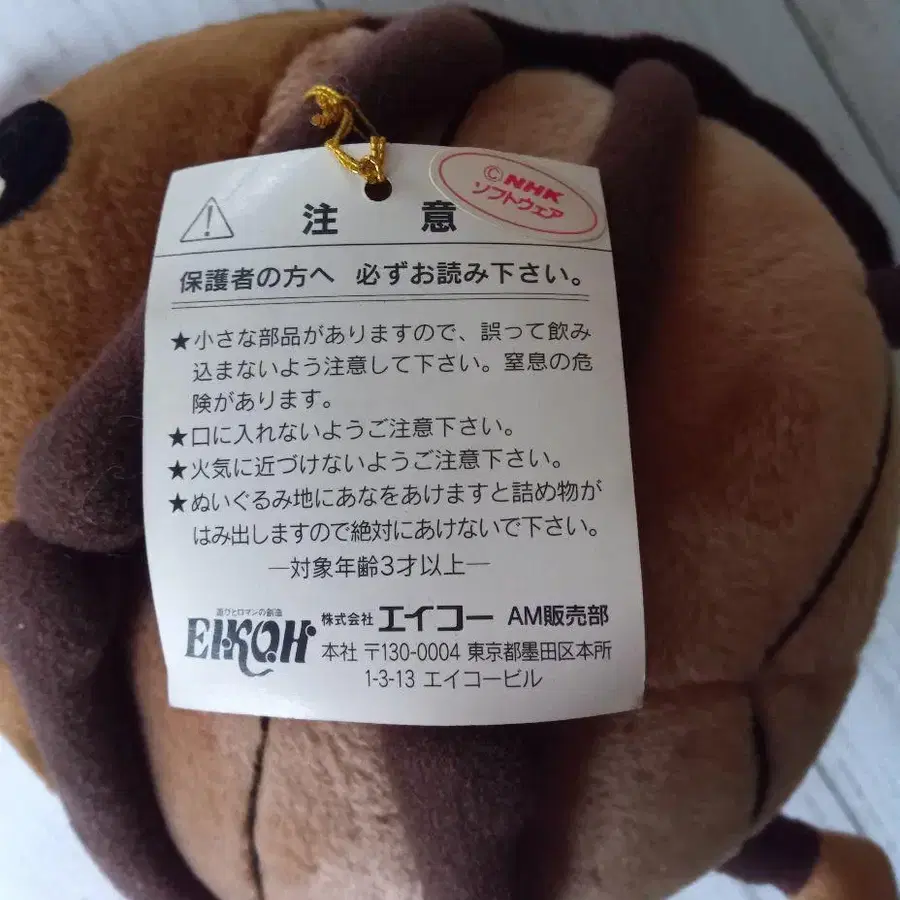 ©NHK
ソフトウェア
注 意
保護者の方へ 必ずお読み下さい。
★小さな部品がありますので、誤って飲み
込まないよう注意して下さい。窒息の危
険があります。
★口に入れないようご注意下さい。
★火気に近づけないようご注意下さい。
★ぬいぐるみ地にあなをあけますと詰め物が
はみ出しますので絶対にあけないで下さい。
─対象年齢3才以上─
遊びとロマンの創造
EIKOH
株式会社 エイコー AM販売部
本社 〒130-0004 東京都墨田区本所
1-3-13 エイコービル